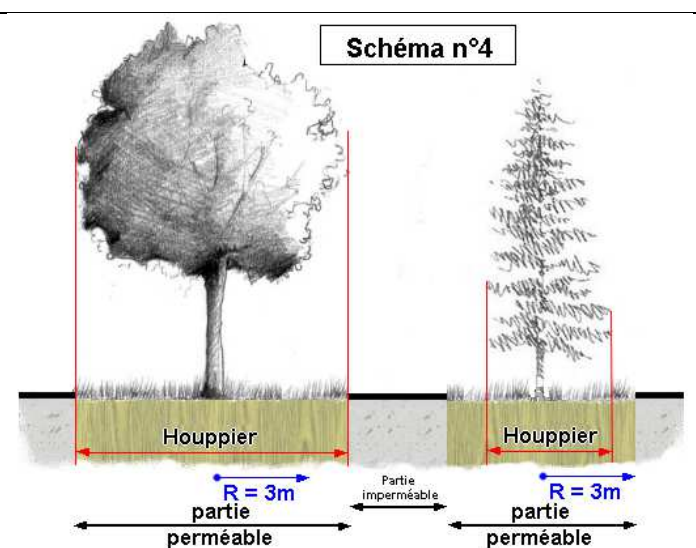 Schéma n°4
Houppier
Houppier
R = 3m
Partie
imperméable
R = 3m
partie
perméable
partie
perméable